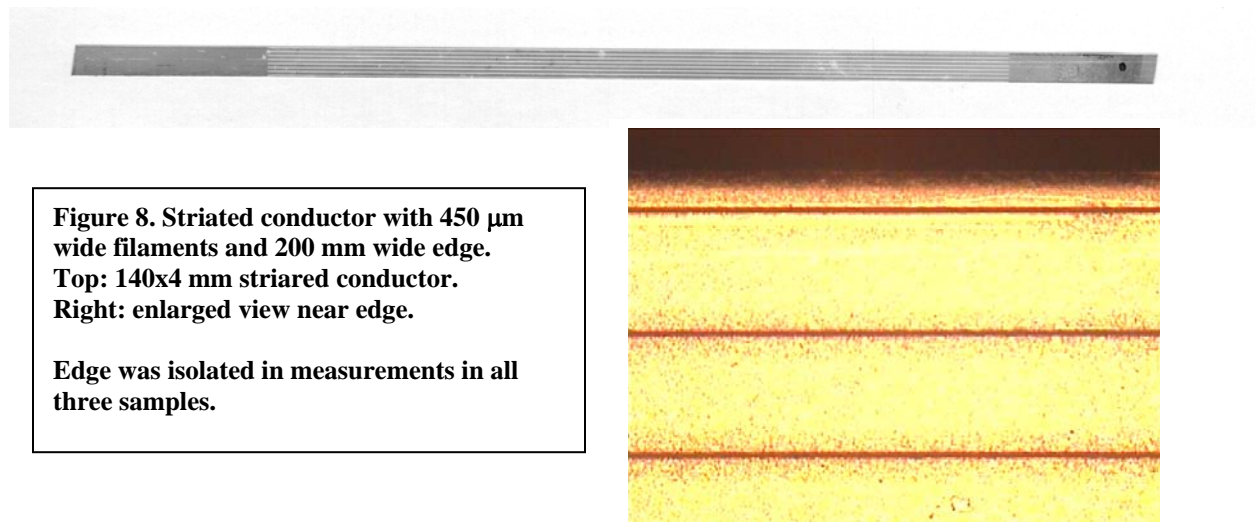 Figure 8. Striated conductor with 450 μm
wide filaments and 200 mm wide edge.
Top: 140x4 mm striared conductor.
Right: enlarged view near edge.
Edge was isolated in measurements in all
three samples.